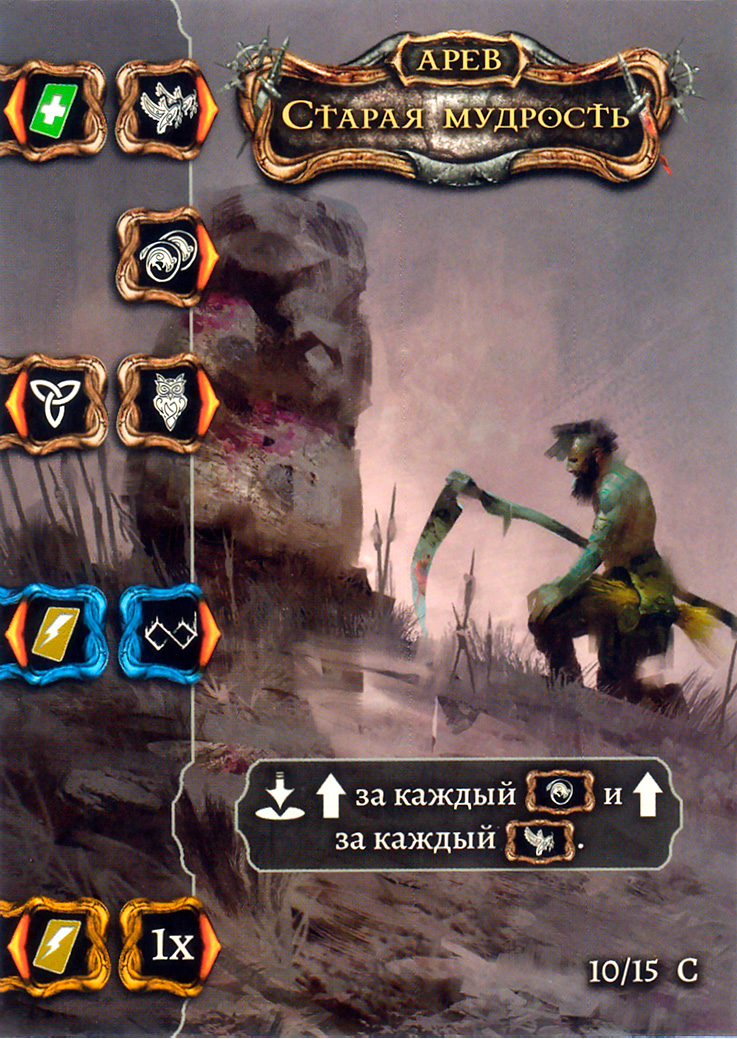 АРЕВ
Старая мудрость
за каждый и
за каждый .
1x
10/15 C